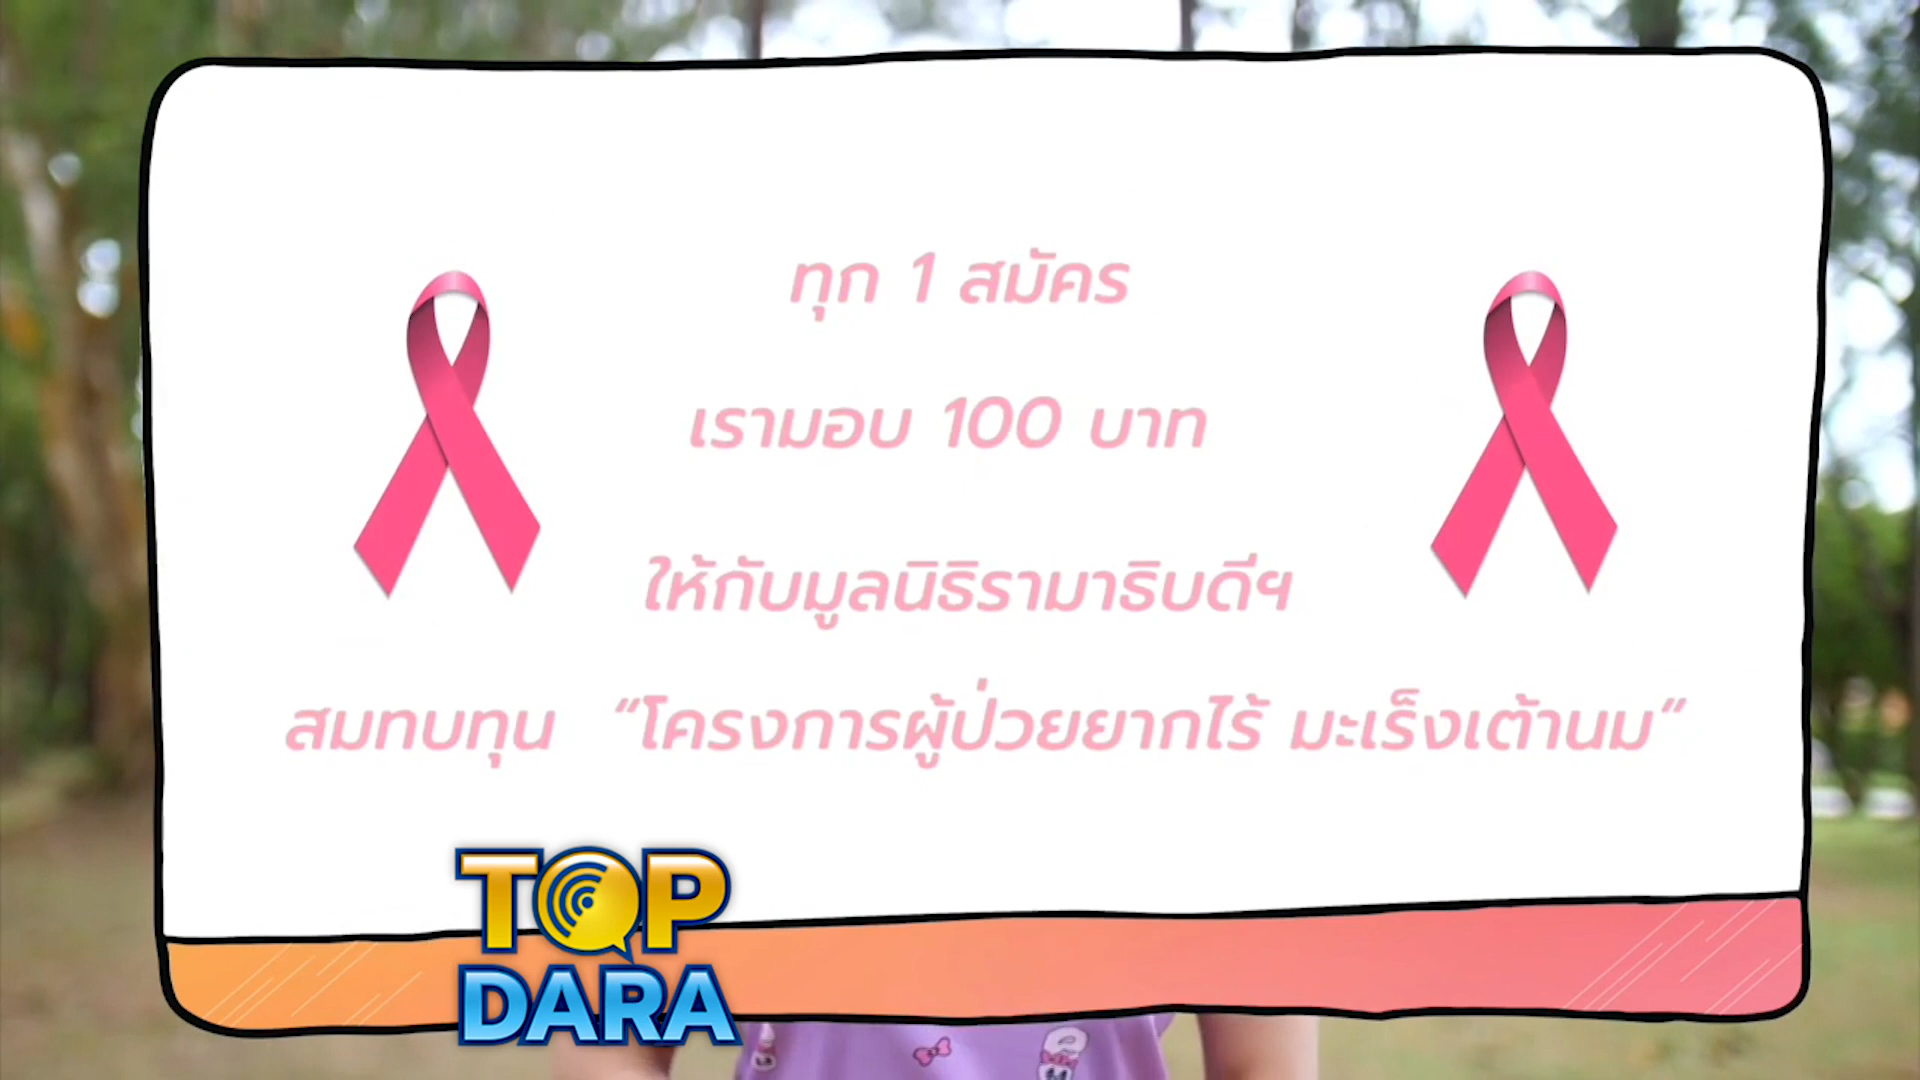 ทุก 1 สมัคร
เรามอบ 100 บาท
ให้กับมูลนิธิรามาธิบดีฯ
สมทบทุน “โครงการผู้ป่วยยากไร้ มะเร็งเต้านม”
TOP
DARA